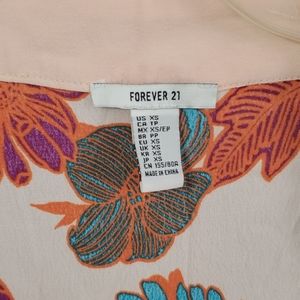 FOREVER 21
US XS
CA TP
MX XS/EP
BR PP
EU XS
UK XS
KR XS
JP XS
CN 155/80A
MADE IN CHINA